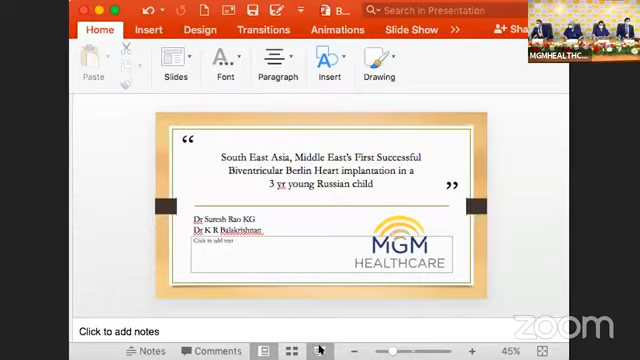 B...
Search in Presentation
Home
Insert
Design
Transitions
Animations
Slide Show
>>
Sha
MGMHEALTHC...
Paste
Slides
Font
Paragraph
Insert
Drawing
“
South East Asia, Middle East's First Successful
Biventricular Berlin Heart implantation in a
3 yr young Russian child
”
Dr Suresh Rao KG
Dr K R Balakrishnan
Click to add text
MGM
HEALTHCARE
Click to add notes
zoom
Notes
Comments
45%